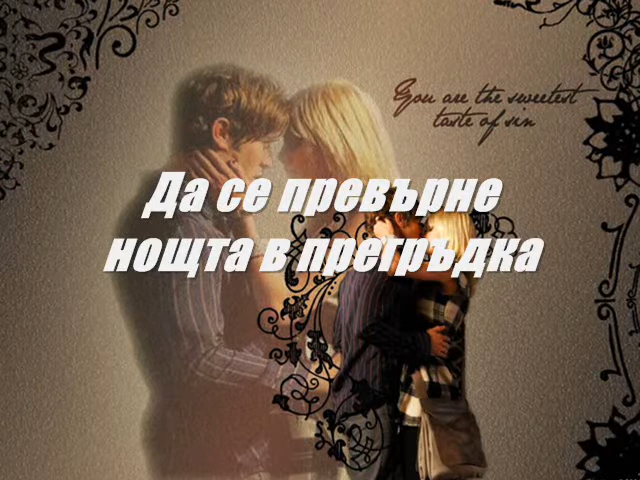 You are the sweetest
taste of sin
Да се превърне
нощта в прегръдка